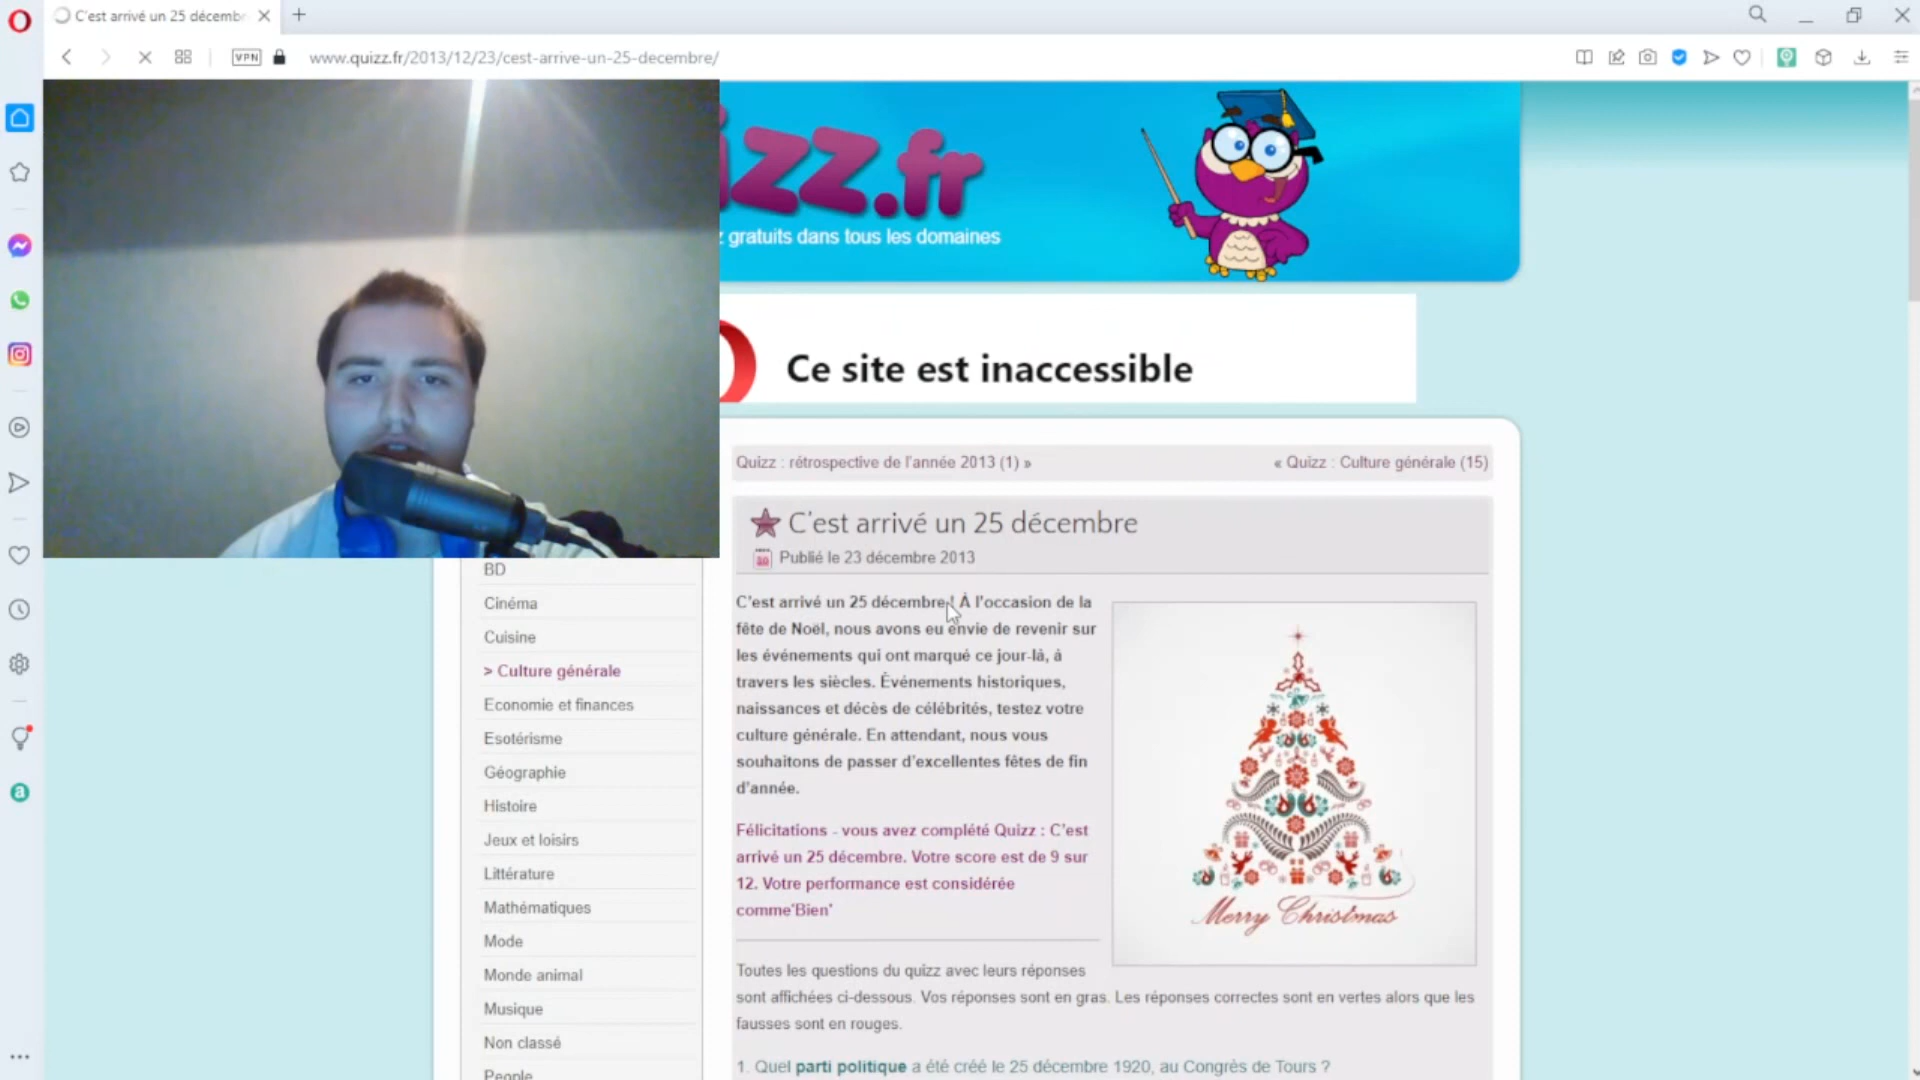 C'est arrivé un 25 décembr
VPN
www.quizz.fr/2013/12/23/cest-arrive-un-25-decembre/
izz.fr
z gratuits dans tous les domaines
Ce site est inaccessible
Quizz : rétrospective de l'année 2013 (1) »
« Quizz : Culture générale (15)
C'est arrivé un 25 décembre
Publié le 23 décembre 2013
C'est arrivé un 25 décembre ! À l'occasion de la
fête de Noël, nous avons eu envie de revenir sur
les événements qui ont marqué ce jour-là, à
travers les siècles. Événements historiques,
naissances et décès de célébrités, testez votre
culture générale. En attendant, nous vous
souhaitons de passer d'excellentes fêtes de fin
d'année.
Félicitations - vous avez complété Quizz : C'est
arrivé un 25 décembre. Votre score est de 9 sur
12. Votre performance est considérée
comme'Bien'
Merry Christmas
Toutes les questions du quizz avec leurs réponses
sont affichées ci-dessous. Vos réponses sont en gras. Les réponses correctes sont en vertes alors que les
fausses sont en rouges.
1. Quel parti politique a été créé le 25 décembre 1920, au Congrès de Tours ?
BD
Cinéma
Cuisine
> Culture générale
Economie et finances
Esotérisme
Géographie
Histoire
Jeux et loisirs
Littérature
Mathématiques
Mode
Monde animal
Musique
Non classé
People